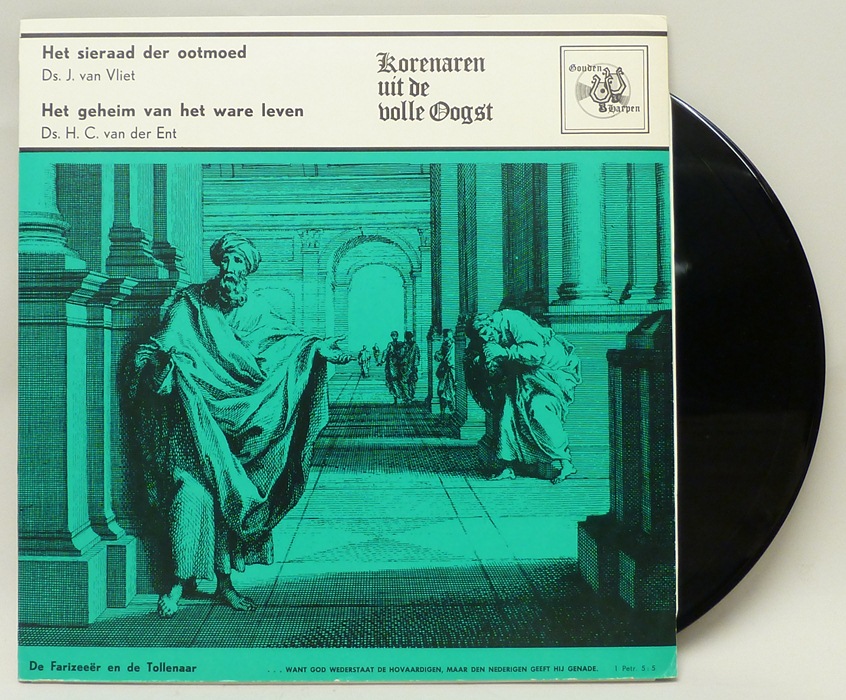 Het sieraad der ootmoed
Ds. J. van Vliet
Het geheim van het ware leven
Ds. H. C. van der Ent
Korenaren
uit de
volle Oogst
Gouden
Harpen
De Farizeeër en de Tollenaar
. . . WANT GOD WEDERSTAAT DE HOVAARDIGEN, MAAR DEN NEDERIGEN GEEFT HIJ GENADE. 1 Petr. 5 : 5